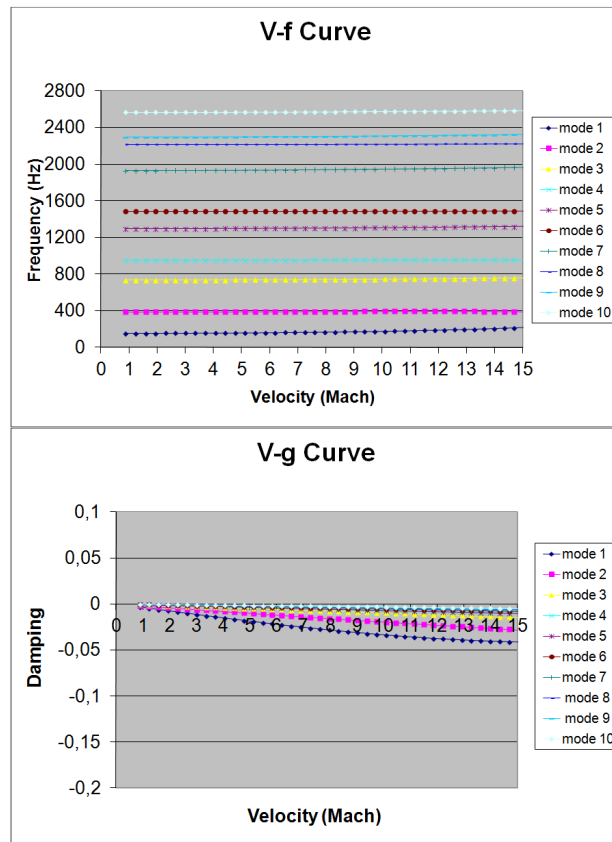 V-f Curve
2800
2400
2000
1600
1200
800
400
0
Frequency (Hz)
0 1 2 3 4 5 6 7 8 9 10 11 12 13 14 15
Velocity (Mach)
mode 1
mode 2
mode 3
mode 4
mode 5
mode 6
mode 7
mode 8
mode 9
mode 10
V-g Curve
0,1
0,05
0
-0,05
-0,1
-0,15
-0,2
Damping
0 1 2 3 4 5 6 7 8 9 10 11 12 13 14 15
Velocity (Mach)
mode 1
mode 2
mode 3
mode 4
mode 5
mode 6
mode 7
mode 8
mode 9
mode 10